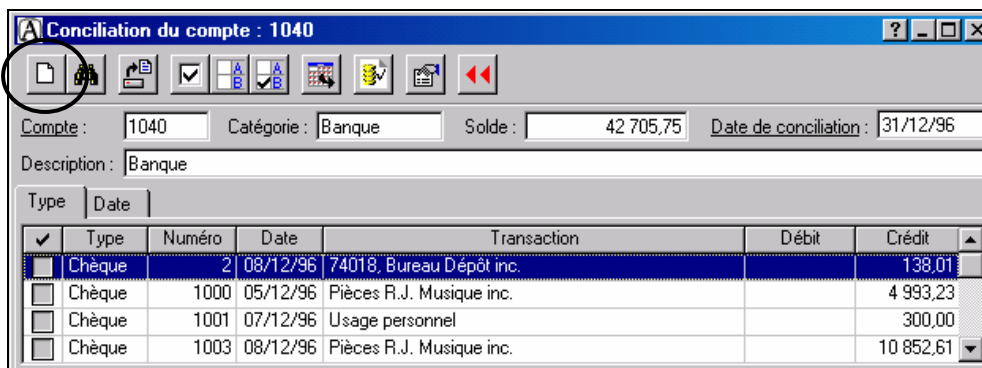 Conciliation du compte : 1040
Compte : 1040 Catégorie : Banque Solde : 42 705,75 Date de conciliation : 31/12/96
Description : Banque
Type Date
Type Numéro Date Transaction Débit Crédit
Chèque 2 08/12/96 74018, Bureau Dépôt inc. 138,01
Chèque 1000 05/12/96 Pièces R.J. Musique inc. 4 993,23
Chèque 1001 07/12/96 Usage personnel 300,00
Chèque 1003 08/12/96 Pièces R.J. Musique inc. 10 852,61